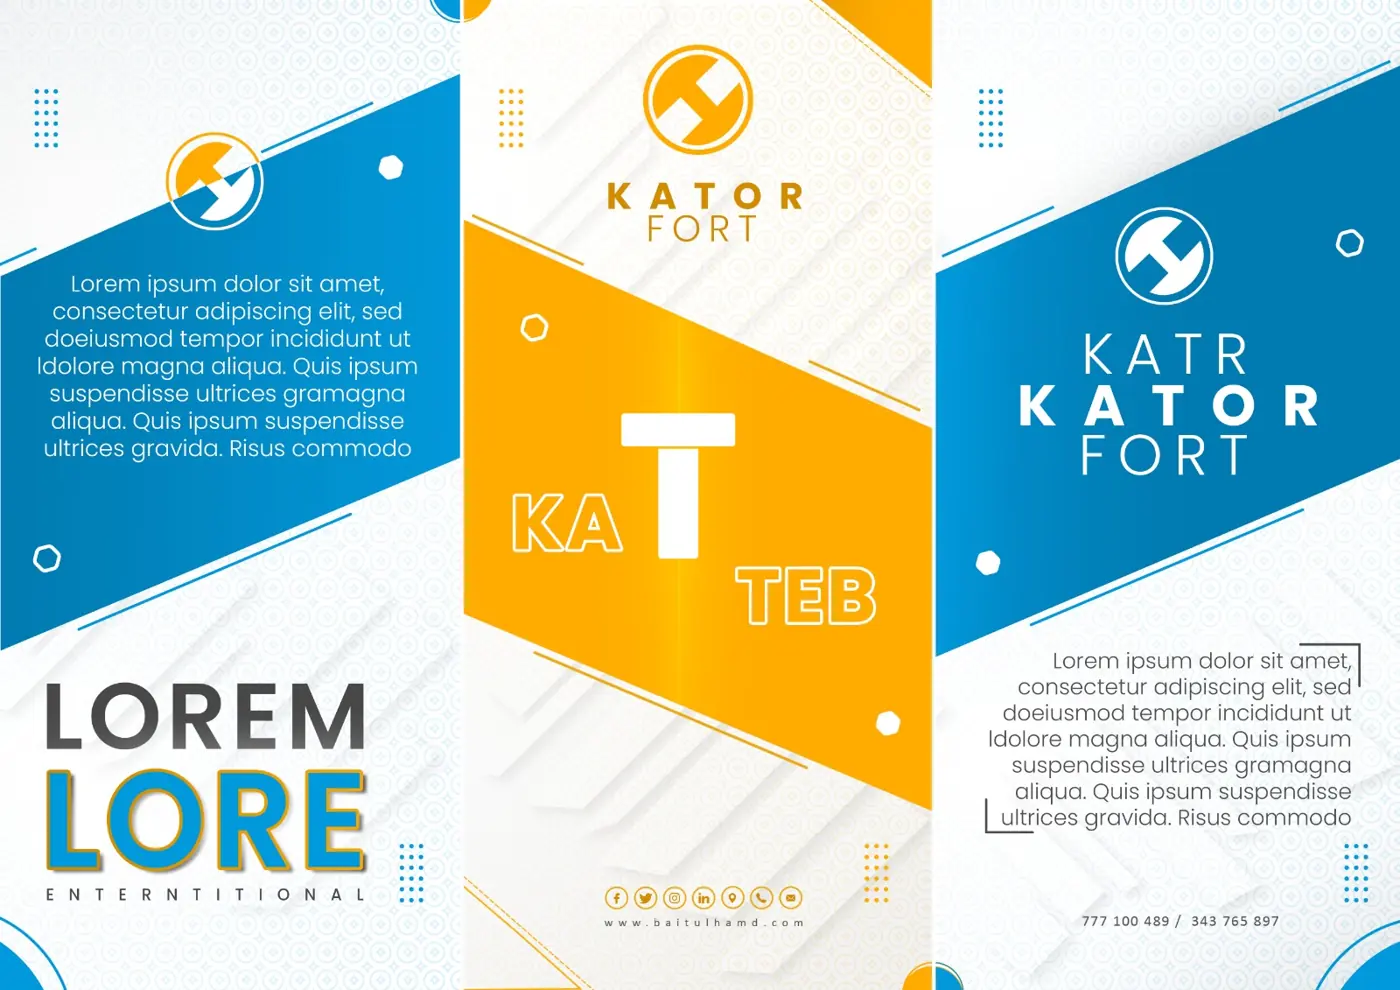 Lorem ipsum dolor sit amet,
consectetur adipiscing elit, sed
doeiusmod tempor incididunt ut
ldolore magna aliqua. Quis ipsum
suspendisse ultrices gramagna
aliqua. Quis ipsum suspendisse
ultrices gravida. Risus commodo
LOREM
LORE
ENTERNTITIONAL
KATOR
FORT
KA
T
TEB
www.baitulhamd.com
KATR
KATOR
FORT
Lorem ipsum dolor sit amet,
consectetur adipiscing elit, sed
doeiusmod tempor incididunt ut
ldolore magna aliqua. Quis ipsum
suspendisse ultrices gramagna
aliqua. Quis ipsum suspendisse
ultrices gravida. Risus commodo
777 100 489 / 343 765 897